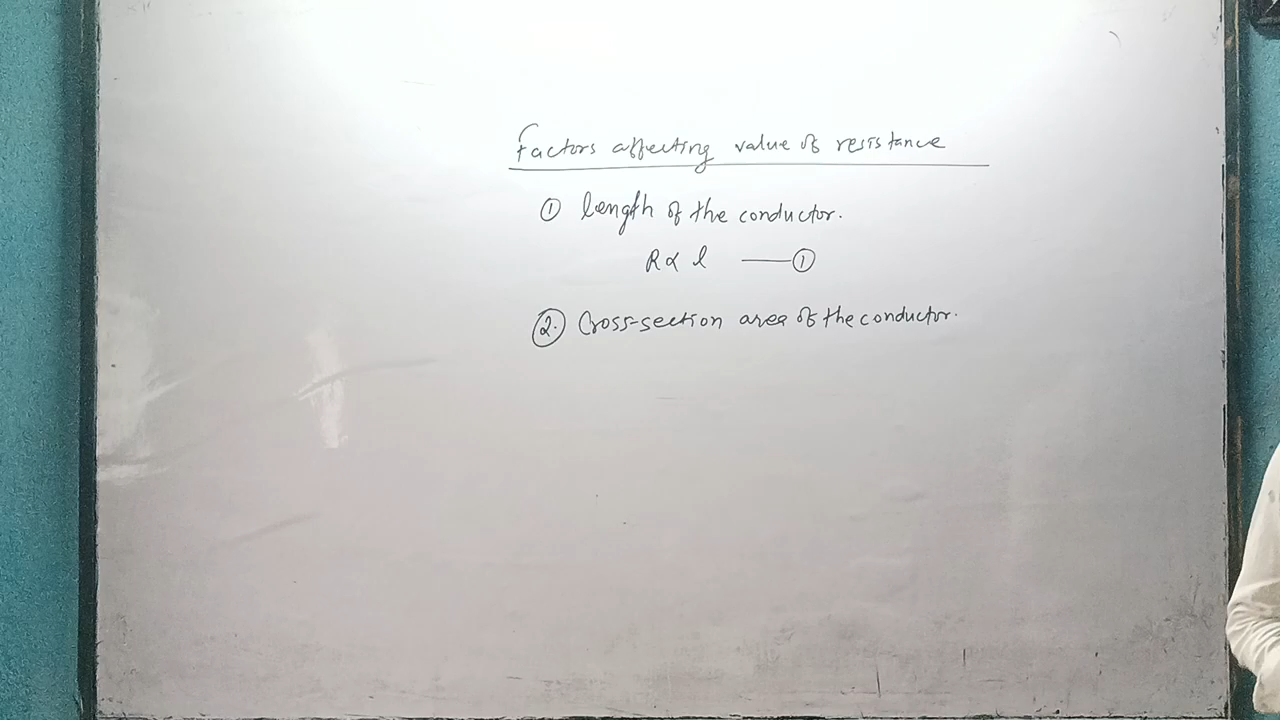 Factors affecting value of resistance
① length of the conductor.
R ∝ l —— ①
②. Cross-section area of the conductor.